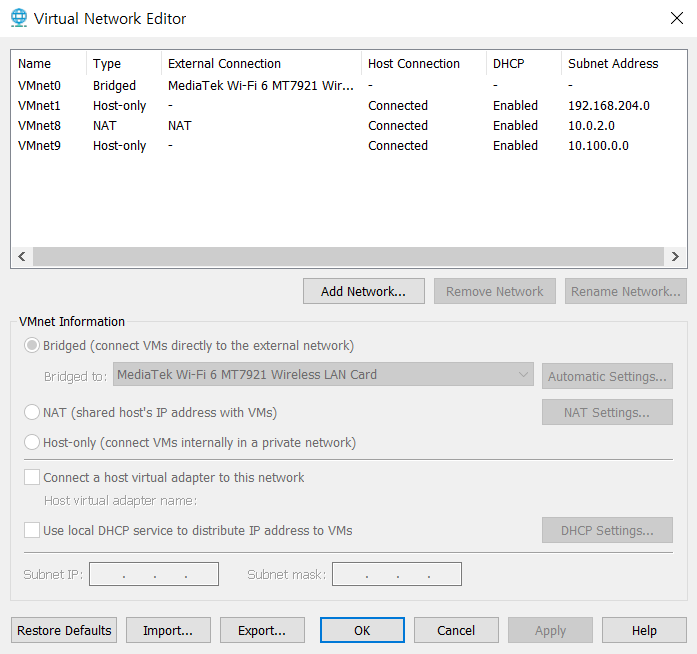 Virtual Network Editor
Name Type External Connection Host Connection DHCP Subnet Address
VMnet0 Bridged MediaTek Wi-Fi 6 MT7921 Wir... - - -
VMnet1 Host-only - Connected Enabled 192.168.204.0
VMnet8 NAT NAT Connected Enabled 10.0.2.0
VMnet9 Host-only - Connected Enabled 10.100.0.0
Add Network... Remove Network Rename Network...
VMnet Information
Bridged (connect VMs directly to the external network)
Bridged to: MediaTek Wi-Fi 6 MT7921 Wireless LAN Card Automatic Settings...
NAT (shared host's IP address with VMs) NAT Settings...
Host-only (connect VMs internally in a private network)
Connect a host virtual adapter to this network
Host virtual adapter name:
Use local DHCP service to distribute IP address to VMs DHCP Settings...
Subnet IP: . . . Subnet mask: . . .
Restore Defaults Import... Export... OK Cancel Apply Help